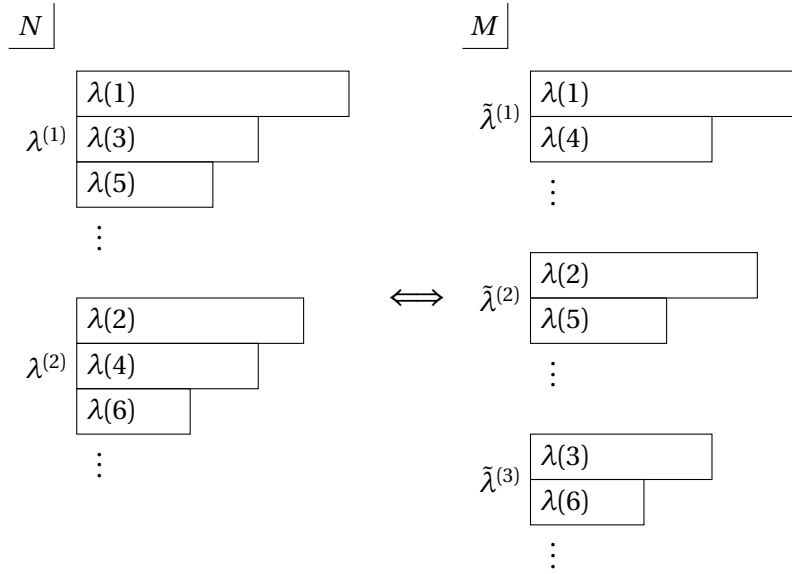 N
λ(1)
λ⁽¹⁾ λ(3)
λ(5)
⋮
λ(2)
λ⁽²⁾ λ(4)
λ(6)
⋮
⟺
M
λ(1)
λ̃⁽¹⁾
λ(4)
⋮
λ(2)
λ̃⁽²⁾
λ(5)
⋮
λ(3)
λ̃⁽³⁾
λ(6)
⋮